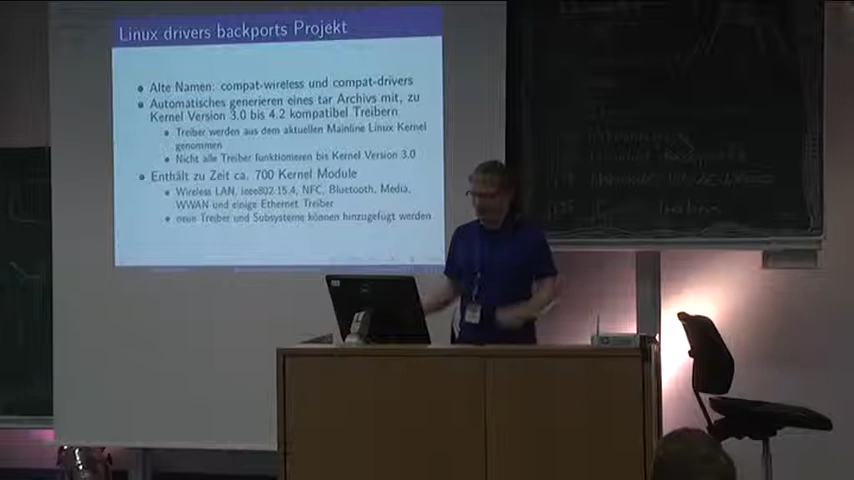 Linux drivers backports Projekt
Alte Namen: compat-wireless und compat-drivers
Automatisches generieren eines tar Archivs mit, zu
Kernel Version 3.0 bis 4.2 kompatibel Treibern
Treiber werden aus dem aktuellen Mainline Linux Kernel
genommen
Nicht alle Treiber funktionieren bis Kernel Version 3.0
Enthält zu Zeit ca. 700 Kernel Module
Wireless LAN, ieee802.15.4, NFC, Bluetooth, Media,
WWAN und einige Ethernet Treiber
neue Treiber und Subsysteme können hinzugefügt werden